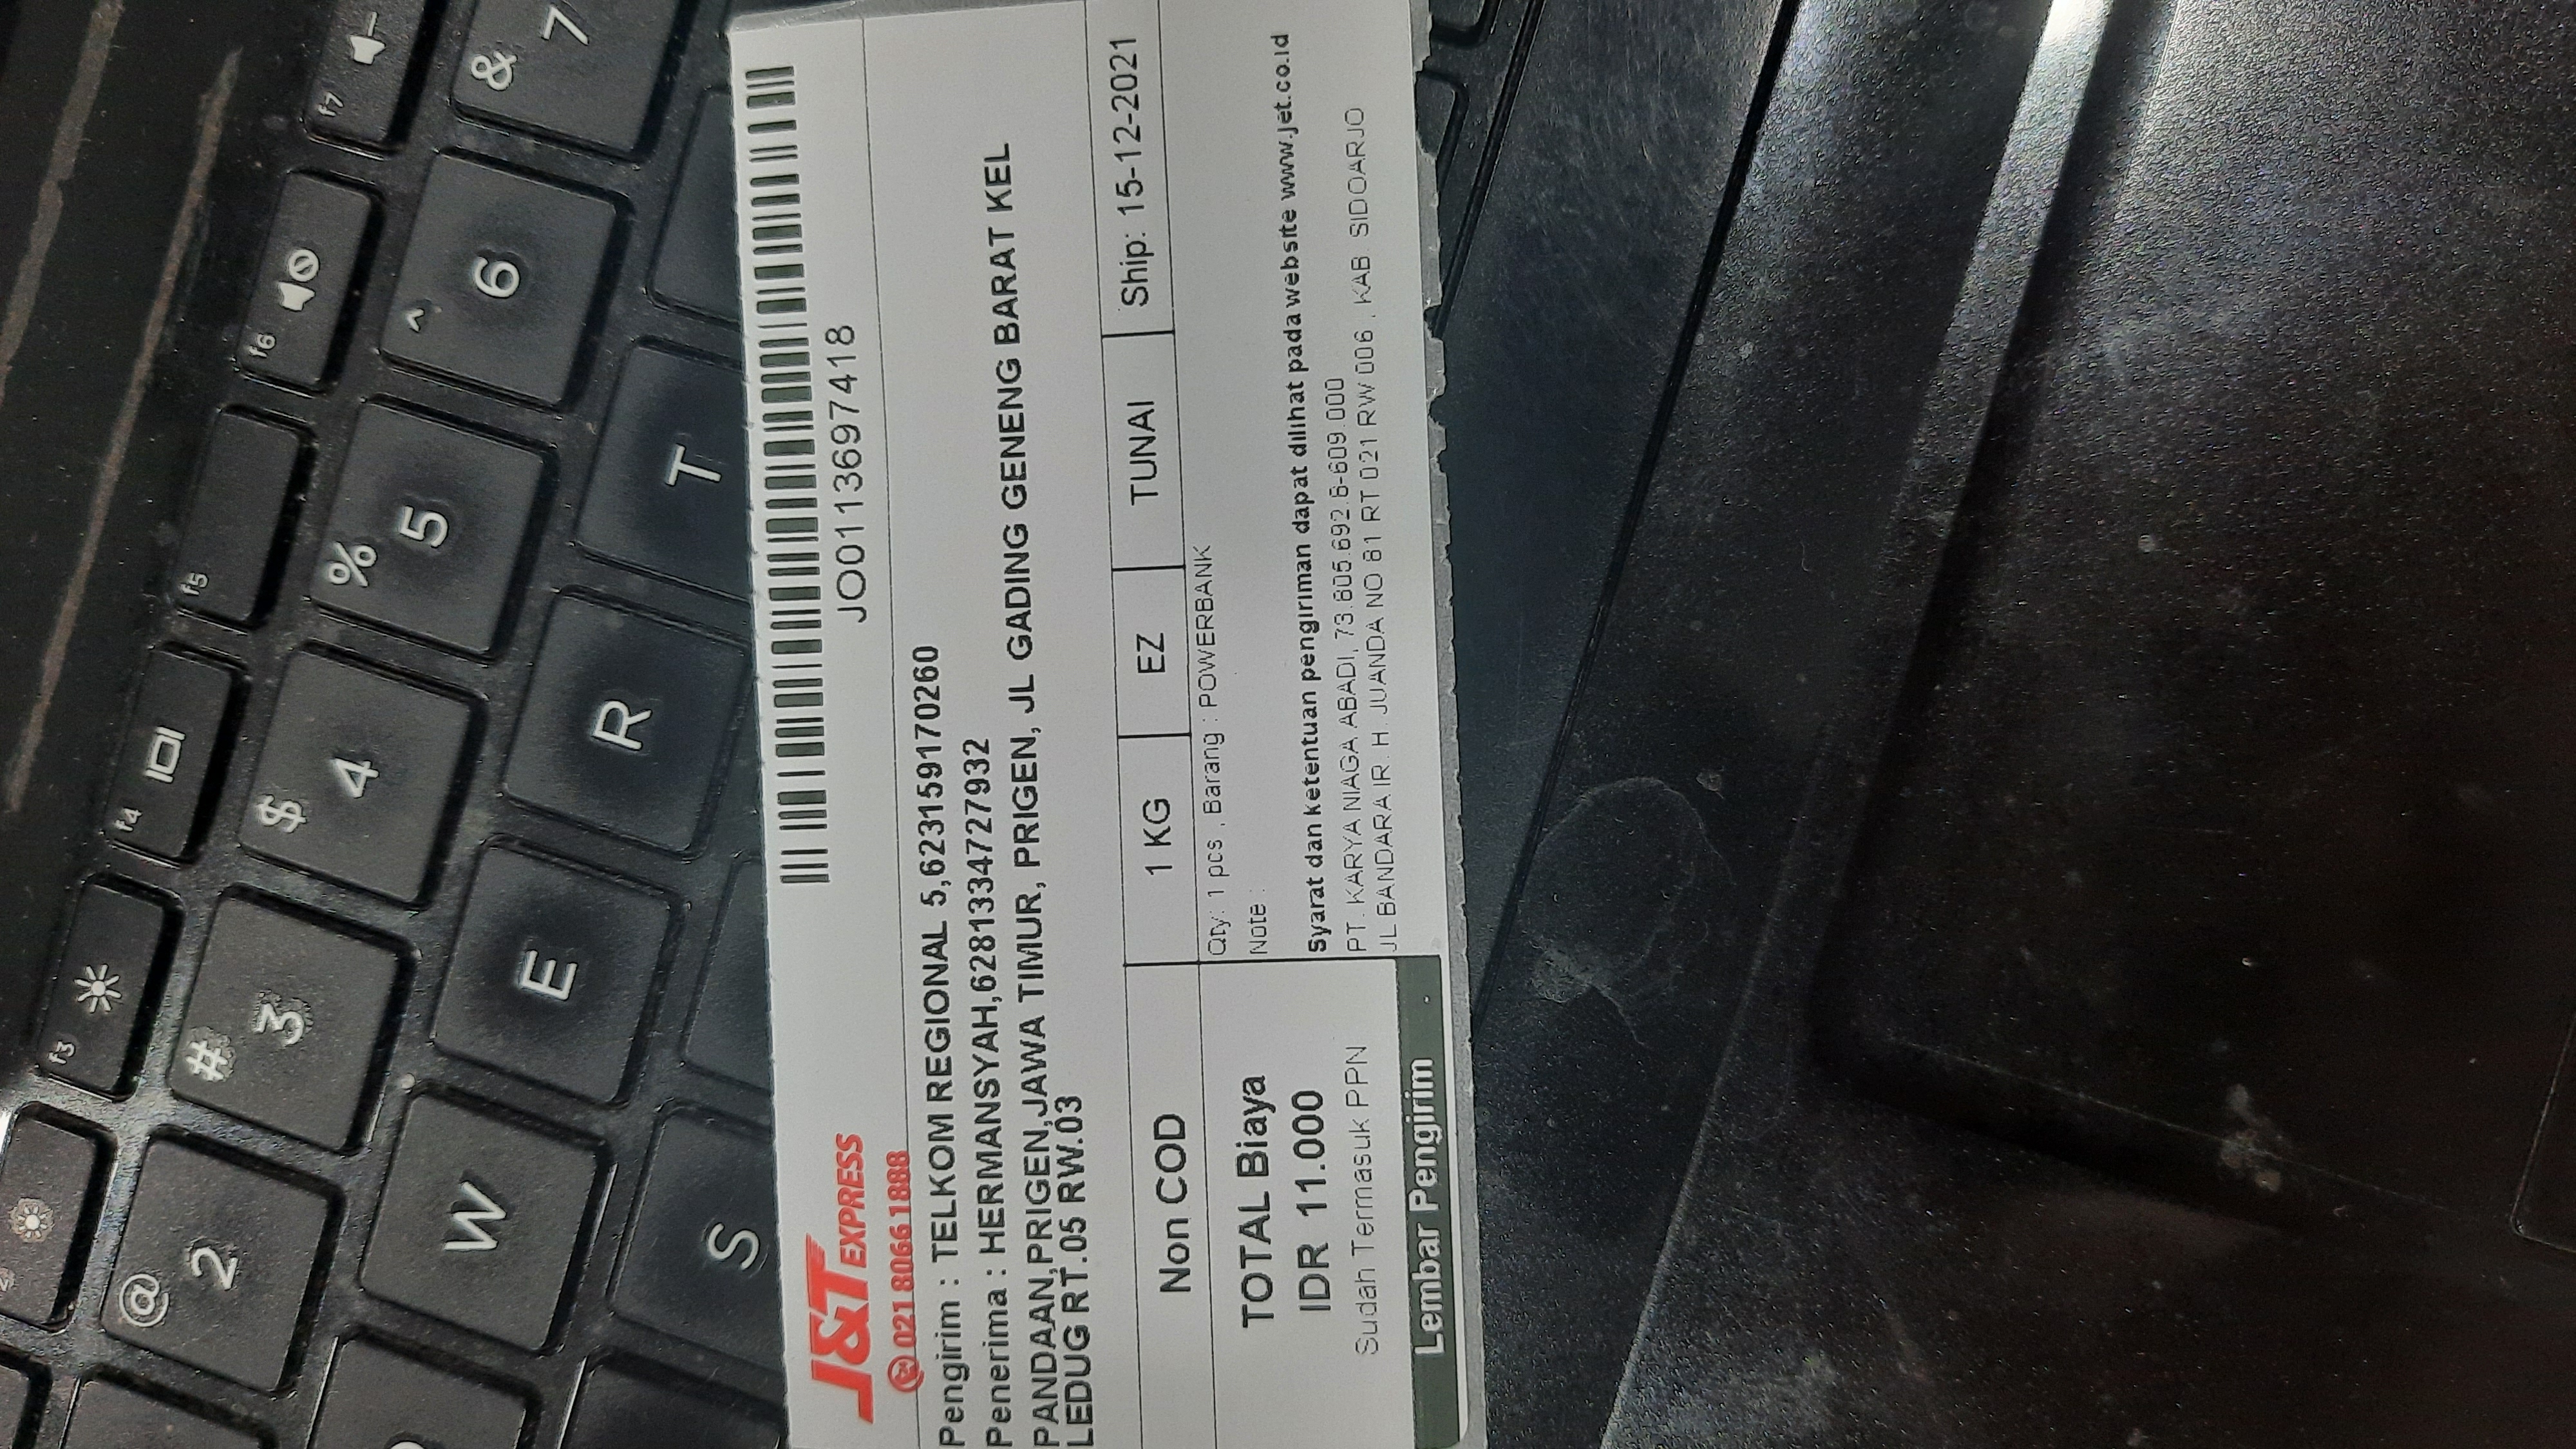 f3
f4
f5
f6
f7
@
2
#
3
$
4
%
5
^
6
&
7
W
E
R
T
S
J&T EXPRESS
021 8066 1888
JO0113697418
Pengirim : TELKOM REGIONAL 5,623159170260
Penerima : HERMANSYAH,6281334727932
PANDAAN,PRIGEN,JAWA TIMUR, PRIGEN, JL GADING GENENG BARAT KEL
LEDUG RT.05 RW.03
Non COD
1 KG
EZ
TUNAI
Ship: 15-12-2021
TOTAL Biaya
IDR 11.000
Sudah Termasuk PPN
Lembar Pengirim
Qty: 1 pcs , Barang : POWERBANK
Note :
Syarat dan ketentuan pengiriman dapat dilihat pada website www.jet.co.id
PT. KARYA NIAGA ABADI, 73.805.692.6-609.000
JL BANDARA IR. H. JUANDA NO 81 RT 021 RW 006 , KAB. SIDOARJO